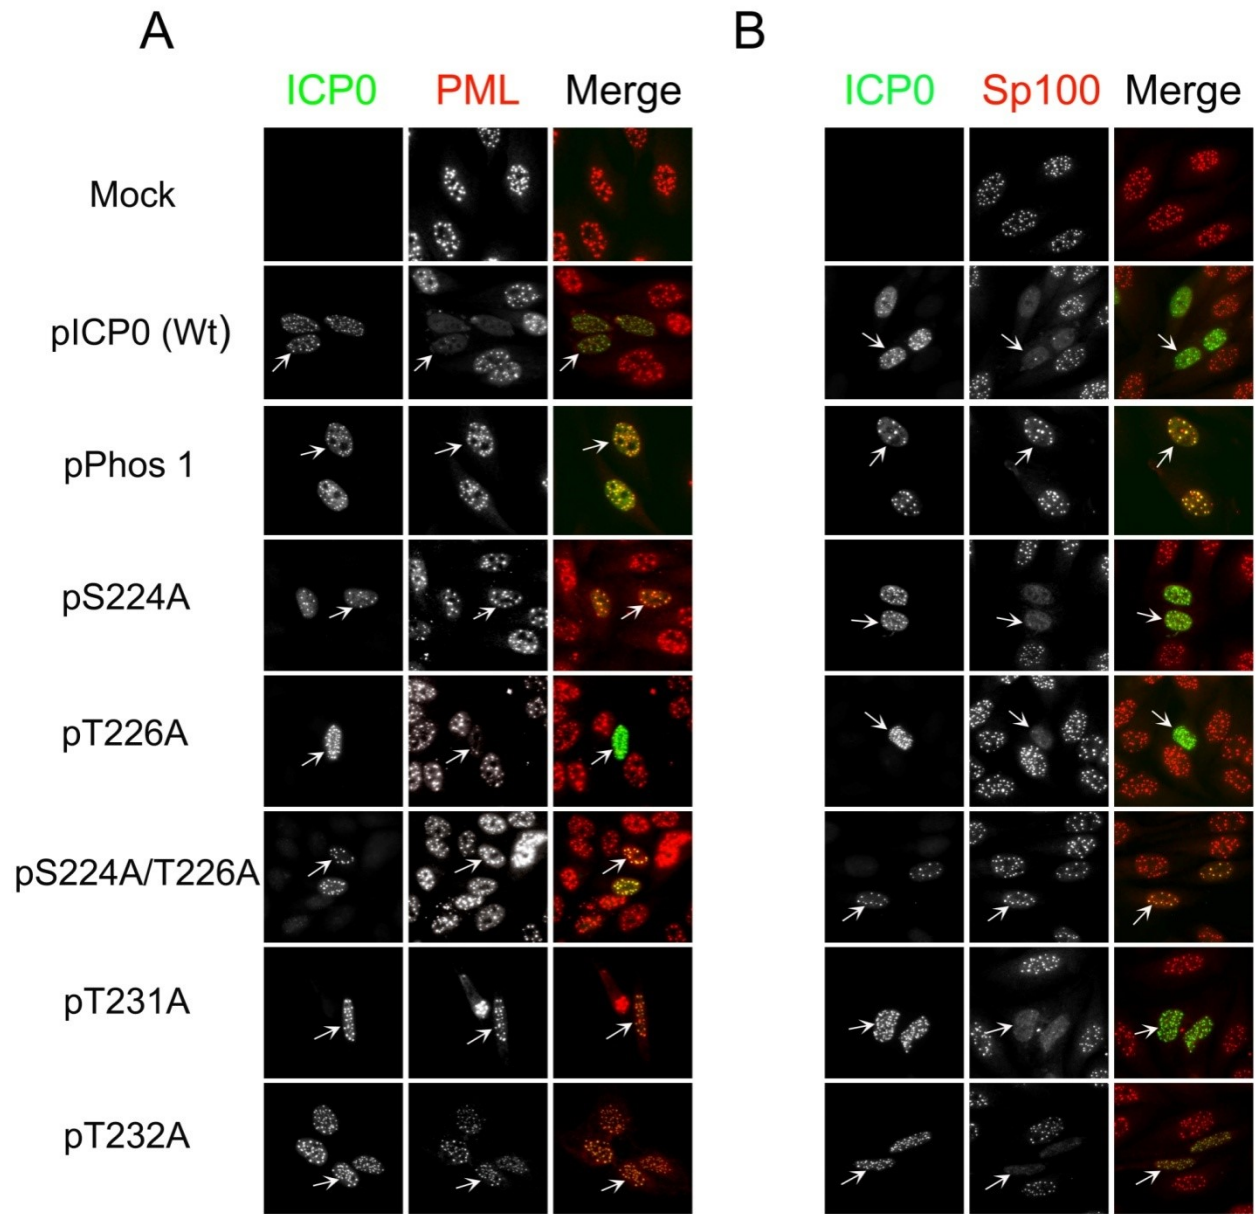 A B
ICP0 PML Merge ICP0 Sp100 Merge
Mock
pICP0 (Wt)
pPhos 1
pS224A
pT226A
pS224A/T226A
pT231A
pT232A